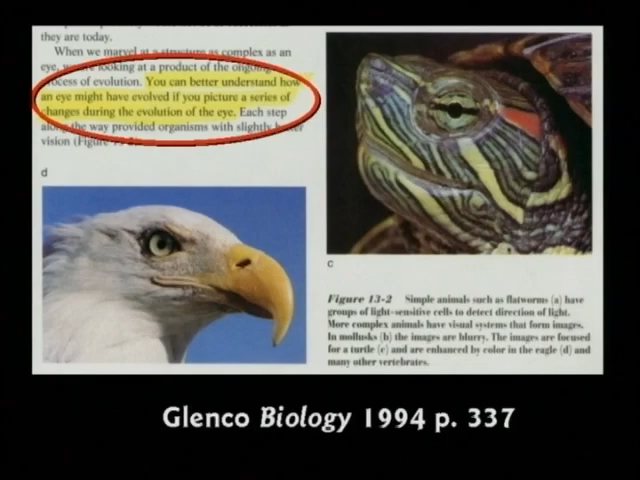 they are today.
When we marvel at a structure as complex as an
eye, we're looking at a product of the ongoing
process of evolution. You can better understand how
an eye might have evolved if you picture a series of
changes during the evolution of the eye. Each step
along the way provided organisms with slightly better
vision (Figure
d
c
Figure 13-2 Simple animals such as flatworms (a) have
groups of light-sensitive cells to detect direction of light.
More complex animals have visual systems that form images.
In mollusks (b) the images are blurry. The images are focused
for a turtle (c) and are enhanced by color in the eagle (d) and
many other vertebrates.
Glenco Biology 1994 p. 337